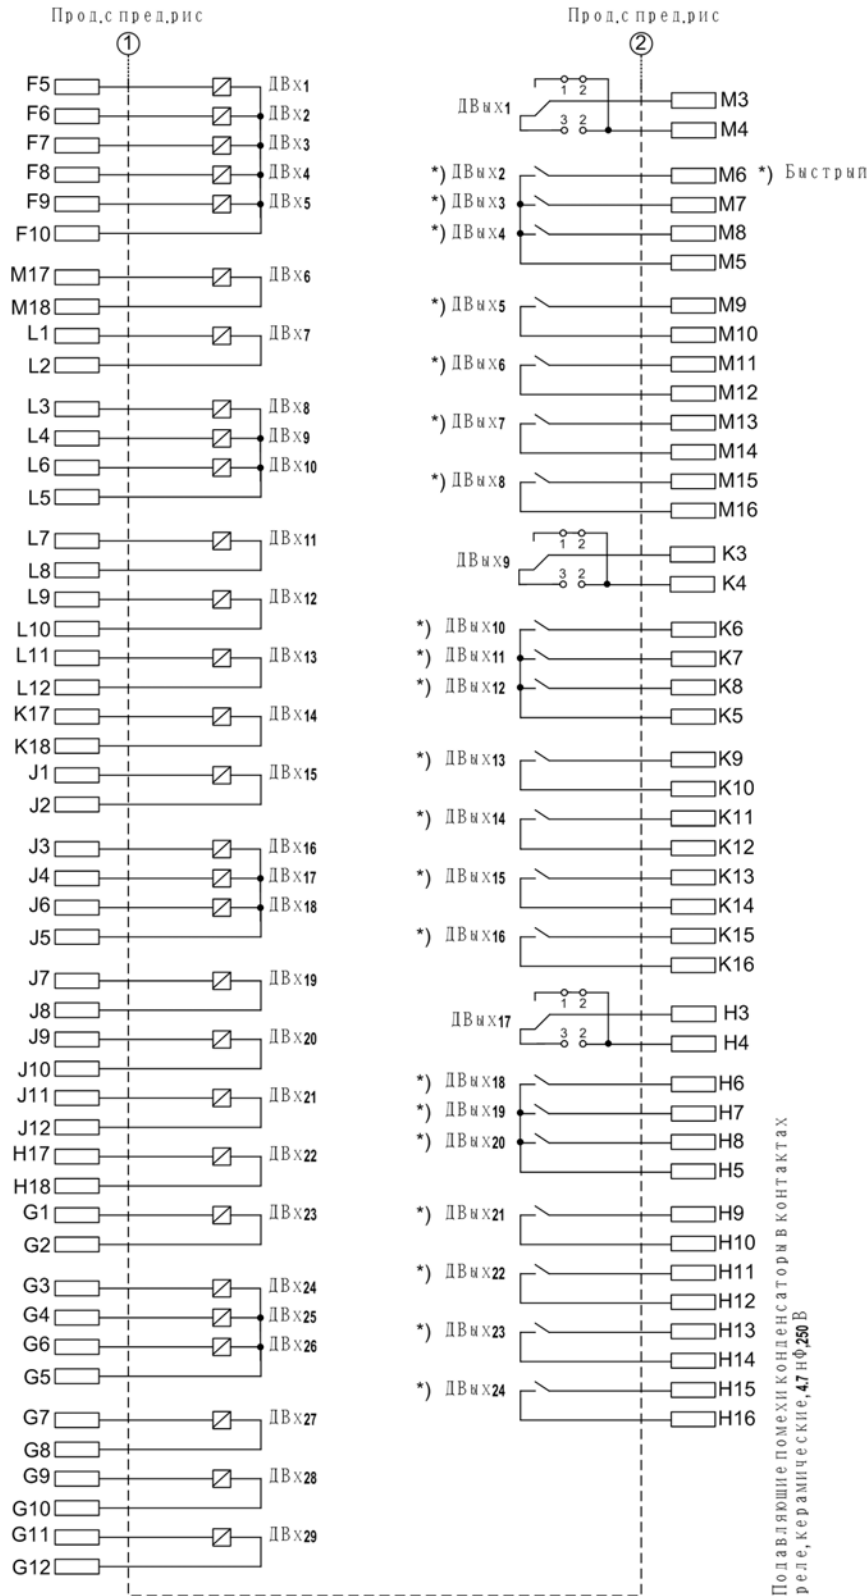 Прод.с пред.рис
1
F5 ДВх1
F6 ДВх2
F7 ДВх3
F8 ДВх4
F9 ДВх5
F10
M17 ДВх6
M18
L1 ДВх7
L2
L3 ДВх8
L4 ДВх9
L6 ДВх10
L5
L7 ДВх11
L8
L9 ДВх12
L10
L11 ДВх13
L12
K17 ДВх14
K18
J1 ДВх15
J2
J3 ДВх16
J4 ДВх17
J6 ДВх18
J5
J7 ДВх19
J8
J9 ДВх20
J10
J11 ДВх21
J12
H17 ДВх22
H18
G1 ДВх23
G2
G3 ДВх24
G4 ДВх25
G6 ДВх26
G5
G7 ДВх27
G8
G9 ДВх28
G10
G11 ДВх29
G12
Прод.с пред.рис
2
1 2
ДВых1 M3
3 2
M4
*) ДВых2 M6 *) Быстрып
*) ДВых3 M7
*) ДВых4 M8
M5
*) ДВых5 M9
M10
*) ДВых6 M11
M12
*) ДВых7 M13
M14
*) ДВых8 M15
M16
1 2
ДВых9 K3
3 2
K4
*) ДВых10 K6
*) ДВых11 K7
*) ДВых12 K8
K5
*) ДВых13 K9
K10
*) ДВых14 K11
K12
*) ДВых15 K13
K14
*) ДВых16 K15
K16
1 2
ДВых17 H3
3 2
H4
*) ДВых18 H6
*) ДВых19 H7
*) ДВых20 H8
H5
*) ДВых21 H9
H10
*) ДВых22 H11
H12
*) ДВых23 H13
H14
*) ДВых24 H15
H16
Подавляюшие помехи конденсаторы в контактах
реле, керамические, 4.7 нФ,250 В